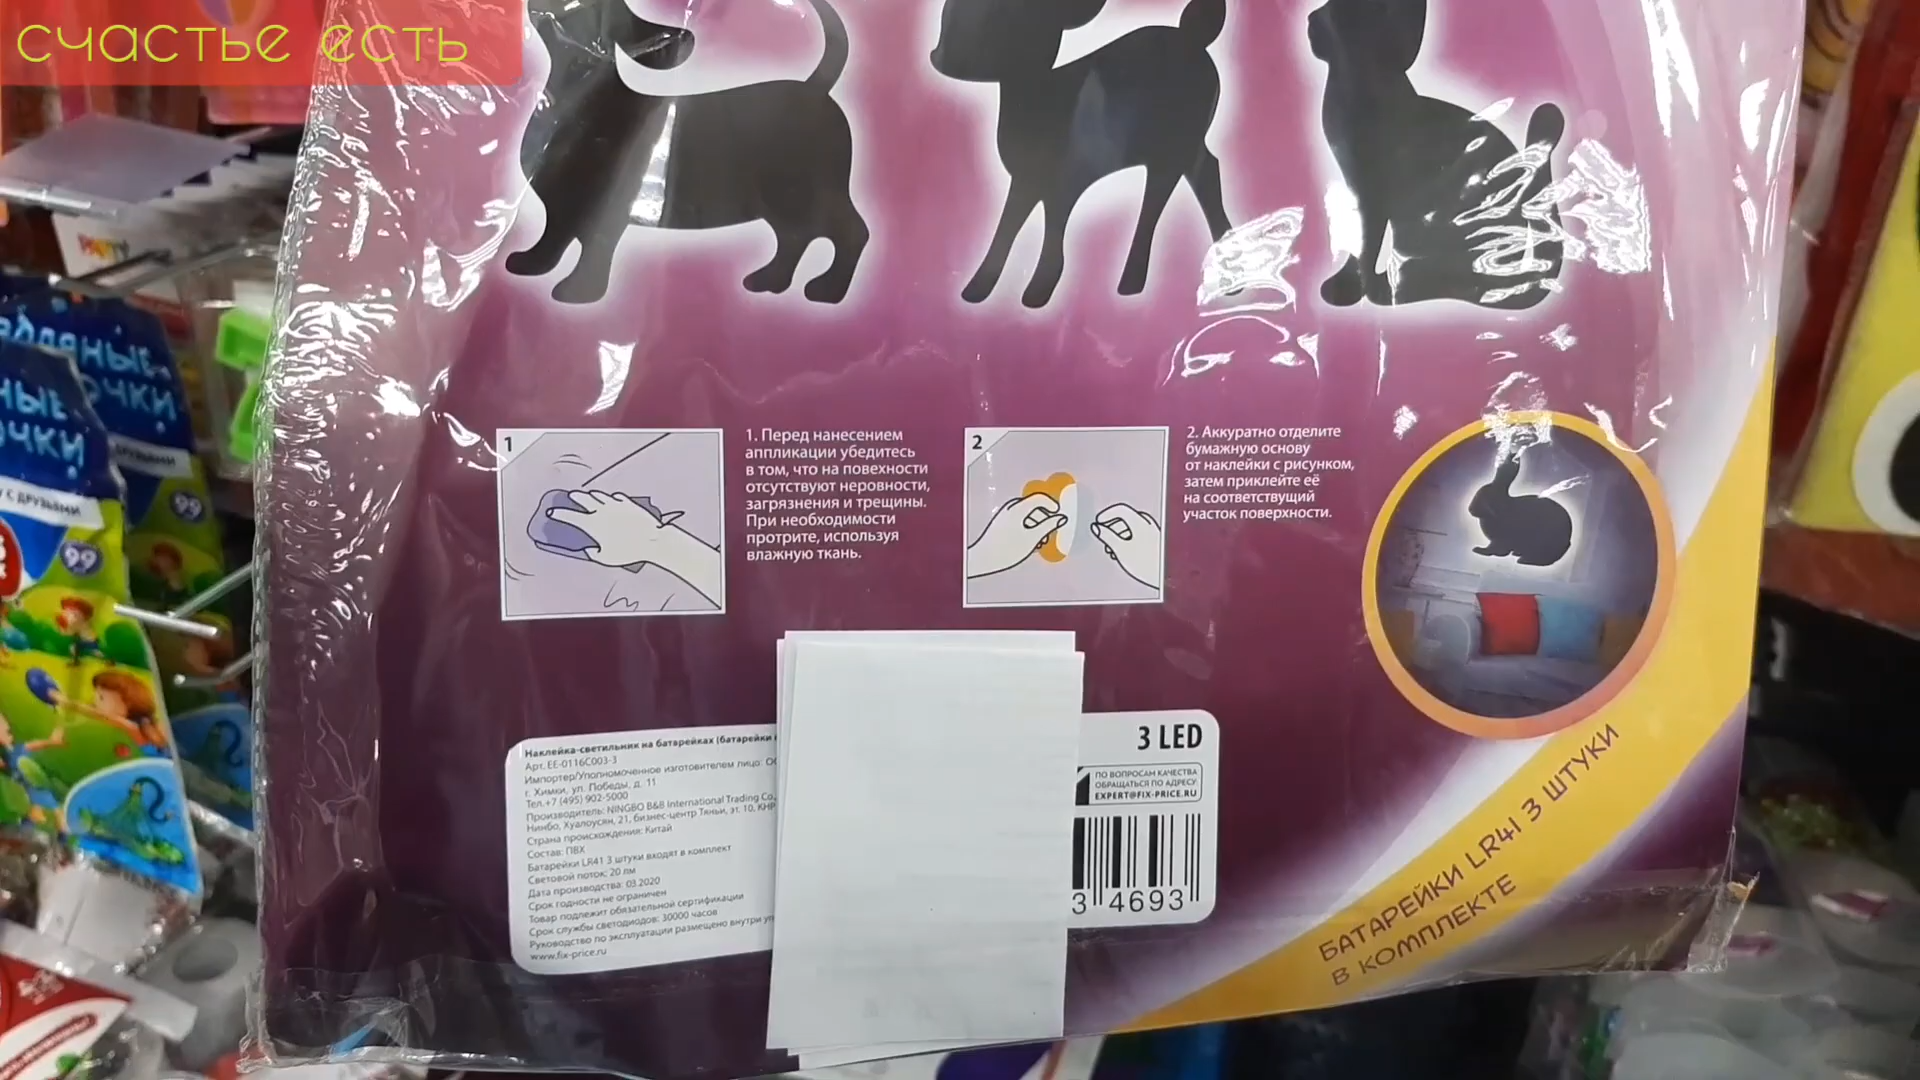 счастье есть
1
1. Перед нанесением
аппликации убедитесь
в том, что на повехности
отсутствуют неровности,
загрязнения и трещины.
При необходимости
протрите, используя
влажную ткань.
2
2. Аккуратно отделите
бумажную основу
от наклейки с рисунком,
затем приклейте её
на соответствущий
участок поверхности.
Наклейка-светильник на батарейках (батарейки
Арт. EE-0116C003-3
Импортер/Уполномоченное изготовителем лицо:
г. Химки, ул. Победы, д. 11
Тел.+7 (495) 902-5000
Производитель: NINGBO B&B International Trading Co.,
Нинбо, Хуалоусян, 21, бизнес-центр Тяньи, эт. 10, КНР
Страна происхождения: Китай
Состав: ПВХ
Батарейки LR41 3 штуки входят в комплект
Световой поток: 20 лм
Дата производства: 03.2020
Срок годности не ограничен
Товар подлежит обязательной сертификации
Срок службы светодиодов: 30000 часов
Руководство по эксплуатации размещено внутри
www.fix-price.ru
3 LED
ПО ВОПРОСАМ КАЧЕСТВА
ОБРАЩАТЬСЯ ПО АДРЕСУ:
EXPERT@FIX-PRICE.RU
3 4693
БАТАРЕЙКИ LR41 3 ШТУКИ
В КОМПЛЕКТЕ
С ДРУЗЬЯМИ
99
99